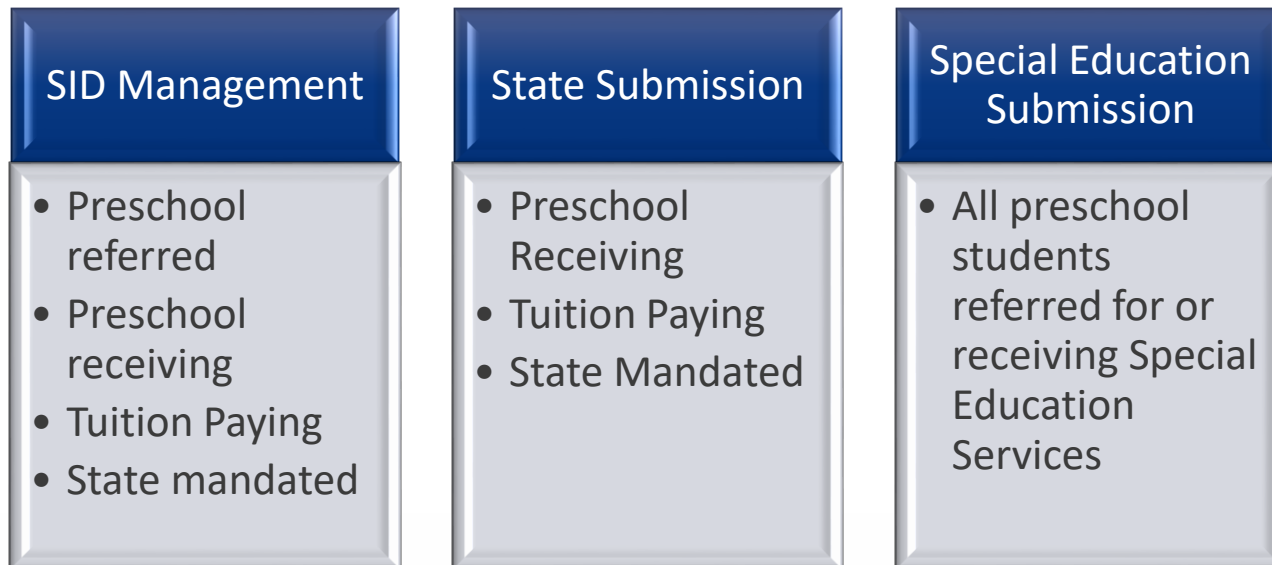 SID Management
• Preschool
referred
• Preschool
receiving
• Tuition Paying
• State mandated
State Submission
• Preschool
Receiving
• Tuition Paying
• State Mandated
Special Education
Submission
• All preschool
students
referred for or
receiving Special
Education
Services